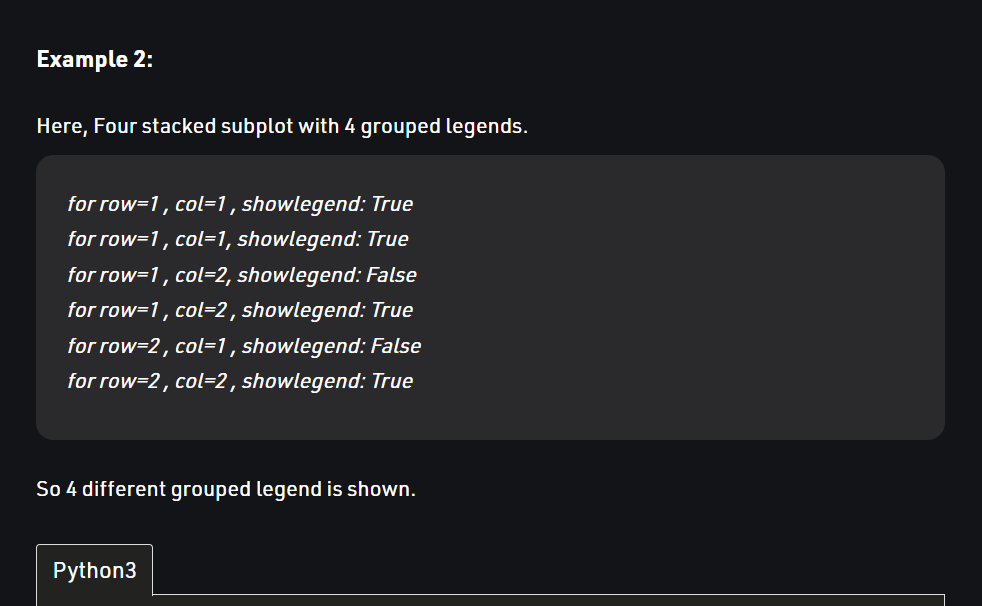 Example 2:
Here, Four stacked subplot with 4 grouped legends.
for row=1 , col=1 , showlegend: True
for row=1 , col=1, showlegend: True
for row=1 , col=2, showlegend: False
for row=1 , col=2 , showlegend: True
for row=2 , col=1 , showlegend: False
for row=2 , col=2 , showlegend: True
So 4 different grouped legend is shown.
Python3